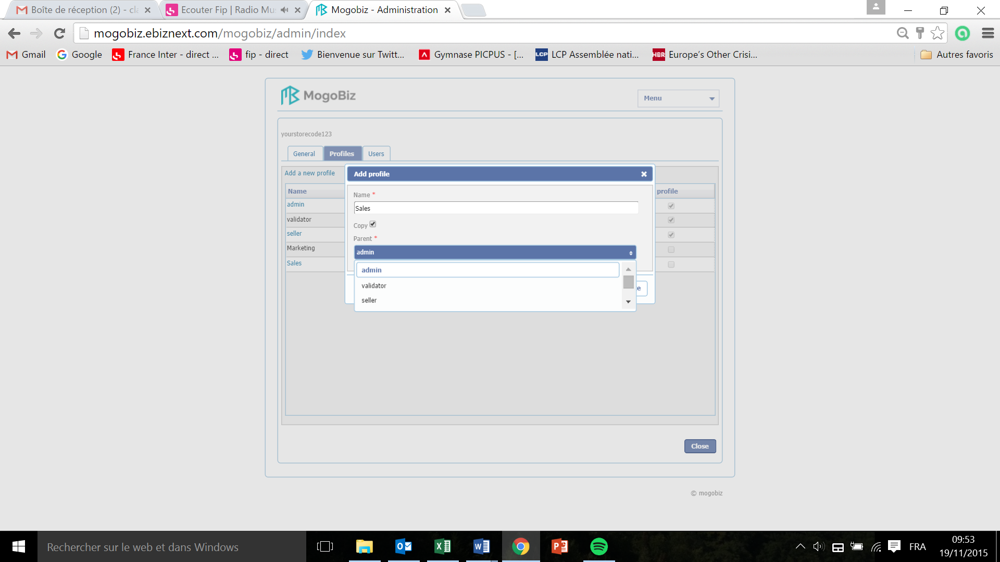 Boîte de réception (2) - cla
Ecouter Fip | Radio Mu
Mogobiz - Administration
mogobiz.ebiznext.com/mogobiz/admin/index
Gmail
Google
France Inter - direct ...
fip - direct
Bienvenue sur Twitt...
Gymnase PICPUS - [...
LCP
LCP Assemblée nati...
HBR
Europe's Other Crisi...
Autres favoris
MogoBiz
Menu
yourstorecode123
General
Profiles
Users
Add a new profile
Add profile
Name
profile
Name *
admin
Sales
validator
Copy
seller
Parent *
Marketing
admin
Sales
admin
validator
seller
e
Close
© mogobiz
Rechercher sur le web et dans Windows
FRA
09:53
19/11/2015